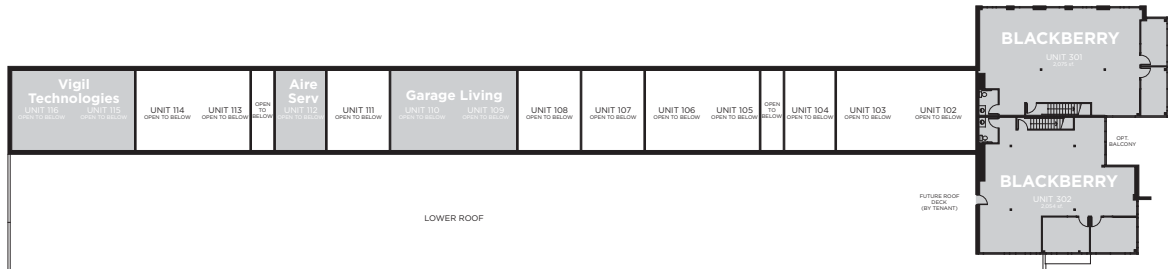 BLACKBERRY
UNIT 301
Vigil
Technologies
UNIT 116 UNIT 115
OPEN TO BELOW OPEN TO BELOW
UNIT 114
OPEN TO BELOW
UNIT 113
OPEN TO BELOW
OPEN
TO
BELOW
Aire
Serv
UNIT 112
OPEN TO BELOW
UNIT 111
OPEN TO BELOW
Garage Living
UNIT 110 UNIT 109
OPEN TO BELOW OPEN TO BELOW
UNIT 108
OPEN TO BELOW
UNIT 107
OPEN TO BELOW
UNIT 106
OPEN TO BELOW
UNIT 105
OPEN TO BELOW
OPEN
TO
BELOW
UNIT 104
OPEN TO BELOW
UNIT 103
OPEN TO BELOW
UNIT 102
OPEN TO BELOW
OPT.
BALCONY
BLACKBERRY
UNIT 302
FUTURE ROOF
DECK
(BY TENANT)
LOWER ROOF